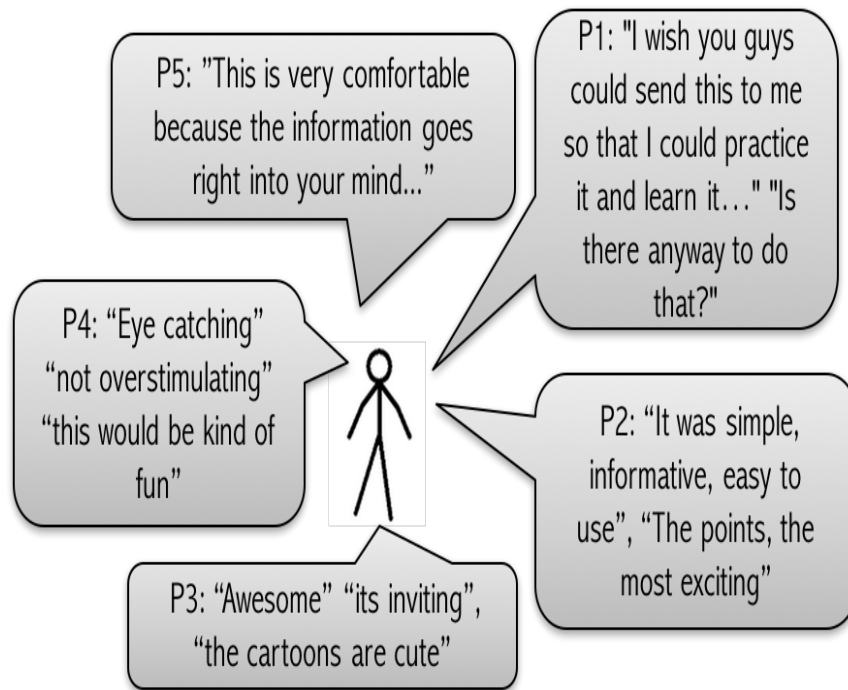 P5: ”This is very comfortable
because the information goes
right into your mind...”
P1: "I wish you guys
could send this to me
so that I could practice
it and learn it…" "Is
there anyway to do
that?"
P4: “Eye catching”
“not overstimulating”
“this would be kind of
fun”
P2: “It was simple,
informative, easy to
use”, “The points, the
most exciting”
P3: “Awesome” “its inviting”,
“the cartoons are cute”